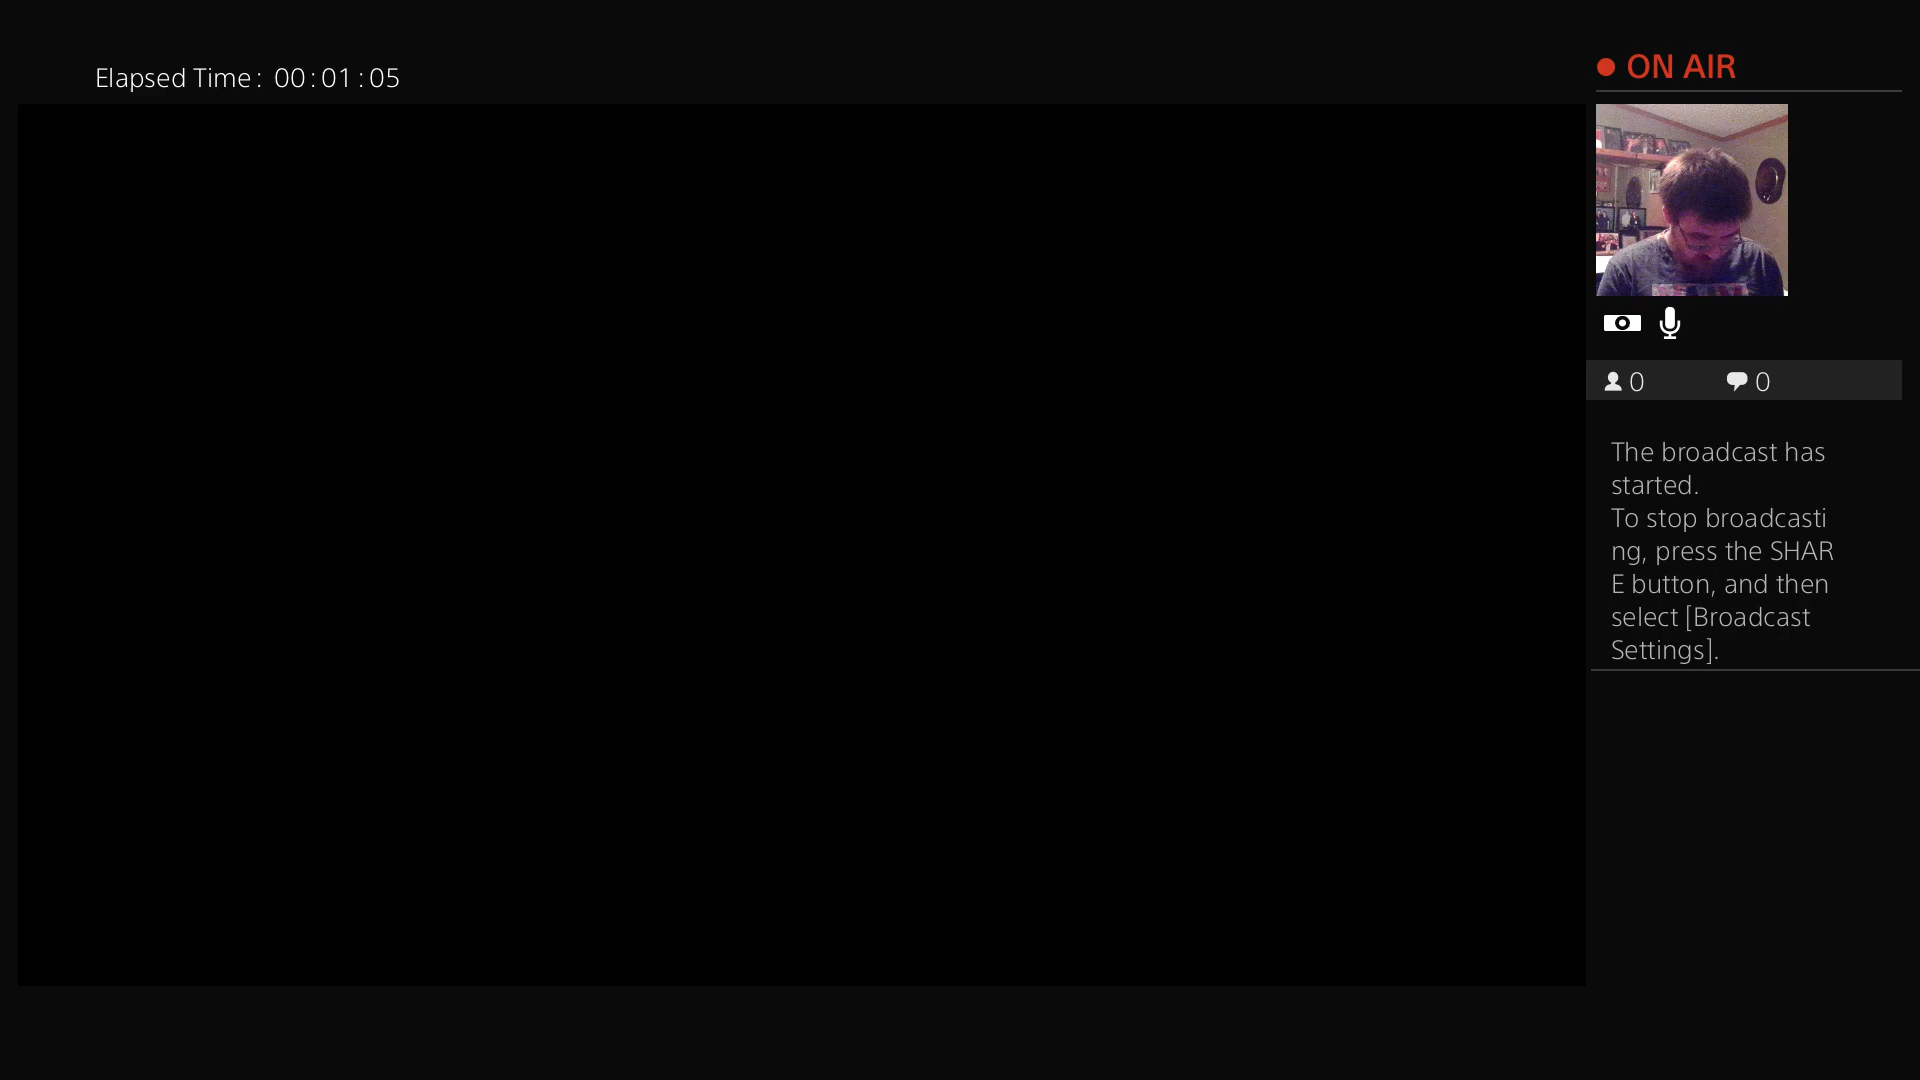 Elapsed Time: 00:01:05
ON AIR
0 0
The broadcast has
started.
To stop broadcasti
ng, press the SHAR
E button, and then
select [Broadcast
Settings].